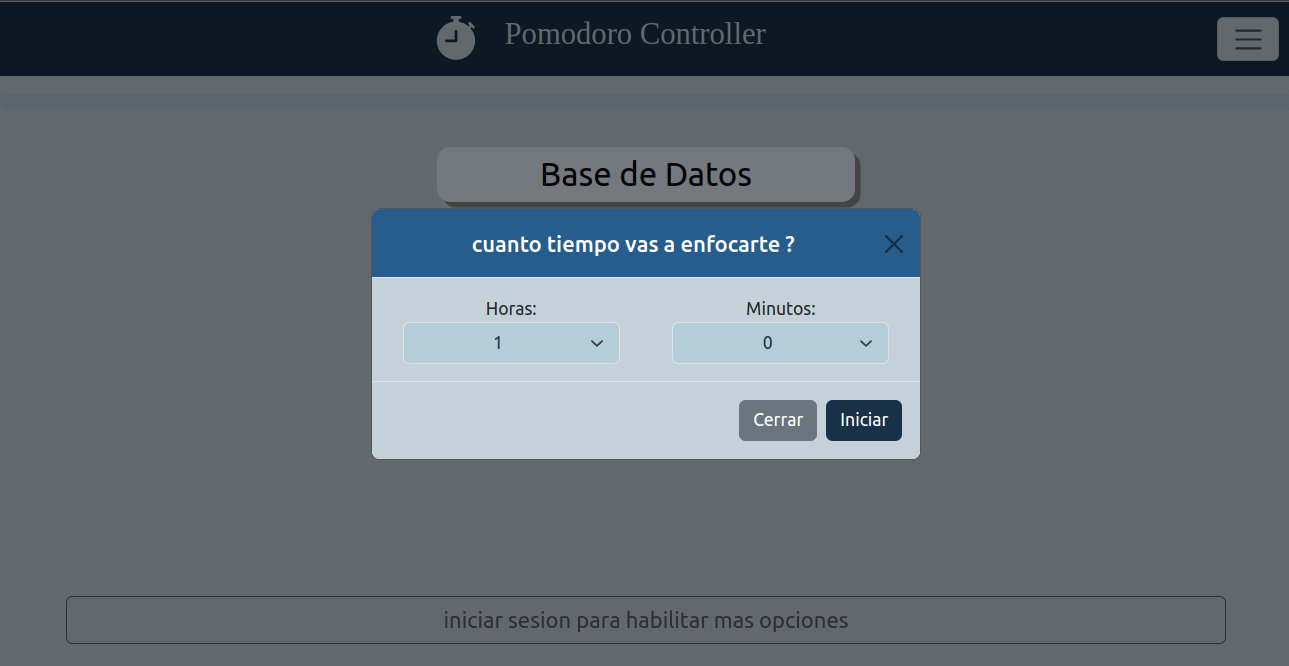 Pomodoro Controller
Base de Datos
cuanto tiempo vas a enfocarte ?
Horas:
Minutos:
1
0
Cerrar
Iniciar
iniciar sesion para habilitar mas opciones